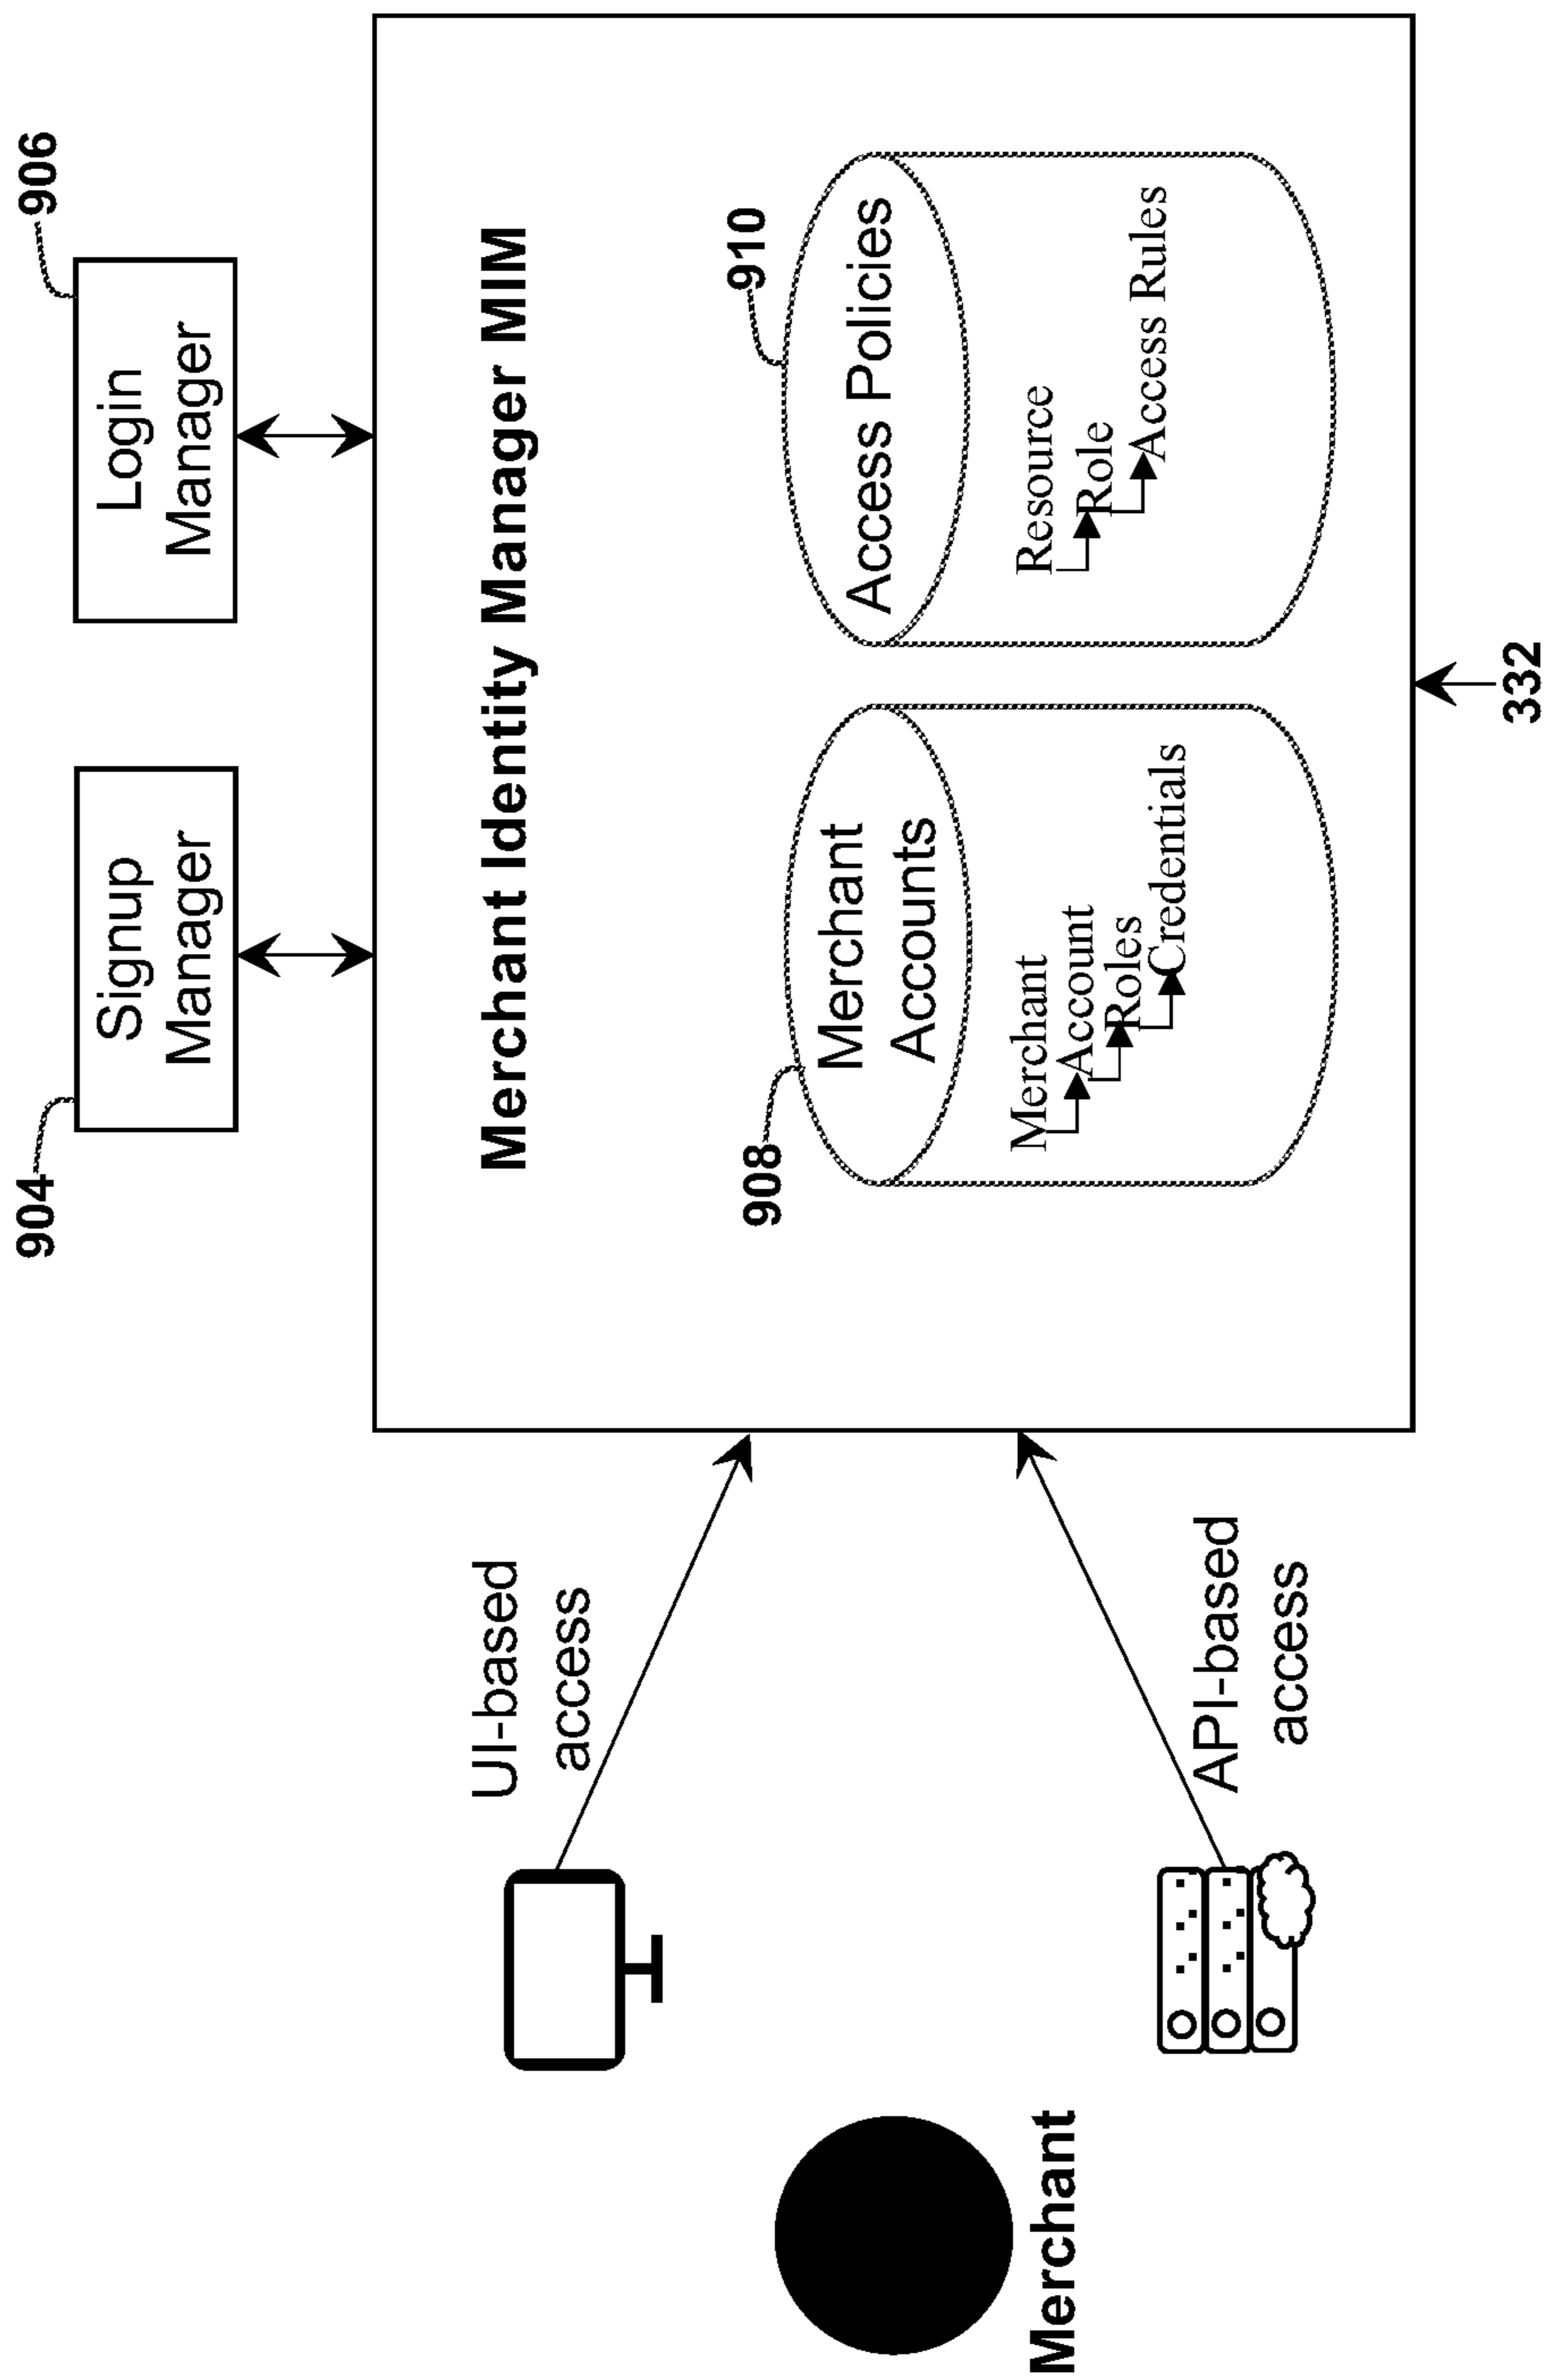 904
Signup
Manager
906
Login
Manager
Merchant Identity Manager MIM
UI-based
access
908
Merchant
Accounts
Merchant
Account
Roles
Credentials
910
Access Policies
Resource
Role
Access Rules
Merchant
API-based
access
332